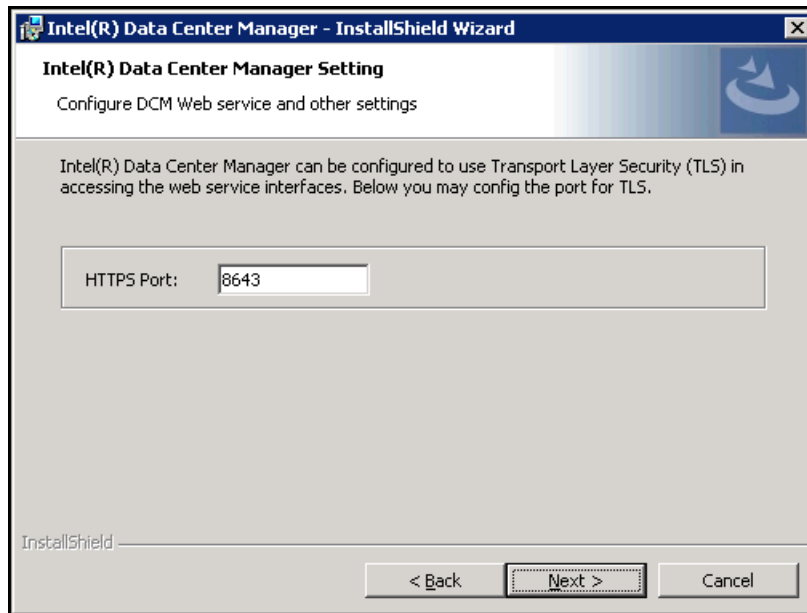 Intel(R) Data Center Manager - InstallShield Wizard
Intel(R) Data Center Manager Setting
Configure DCM Web service and other settings
Intel(R) Data Center Manager can be configured to use Transport Layer Security (TLS) in
accessing the web service interfaces. Below you may config the port for TLS.
HTTPS Port: 8643
InstallShield
< Back Next > Cancel